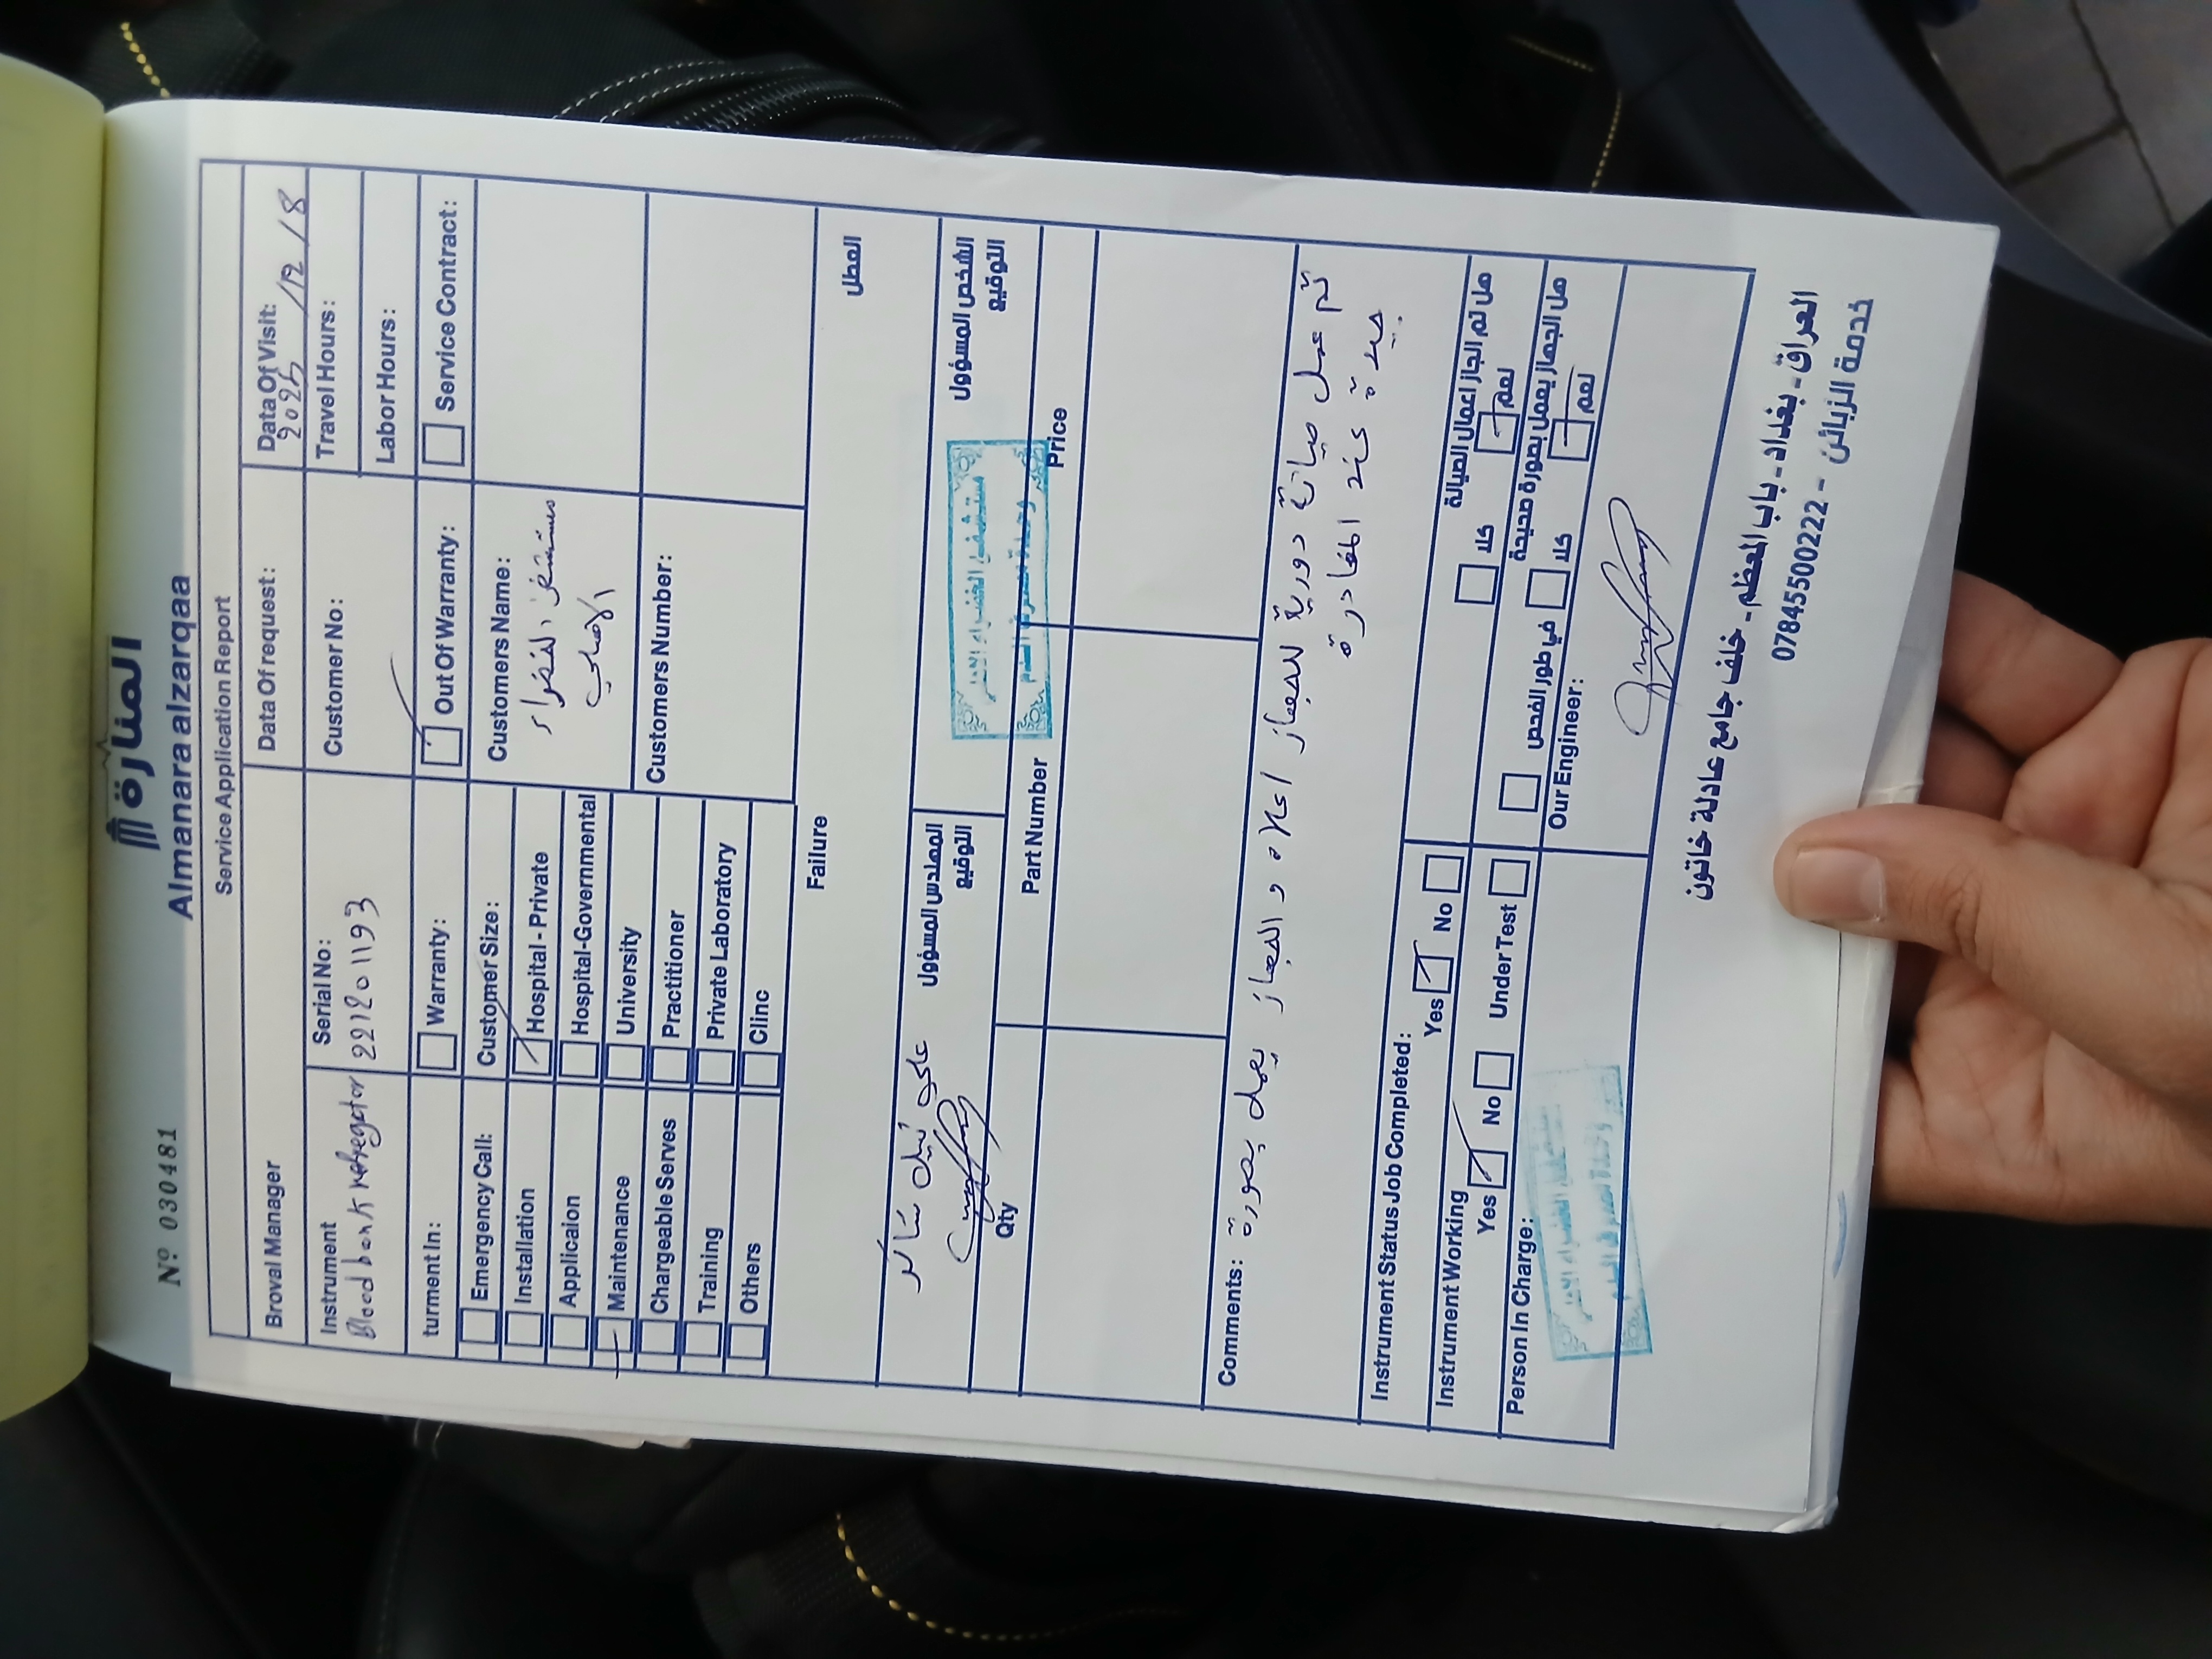 المنارة
Nº 030481 Almanara alzarqaa
Service Application Report
Broval Manager Data Of request: Data Of Visit:
2025 /12 /8
Instrument Serial No: Customer No: Travel Hours:
Blood bank refregetor 221201193 Labor Hours:
turment In: Warranty: Out Of Warranty: Service Contract:
Emergency Call: Customer Size: Customers Name:
Installation Hospital - Private مستشفى الخضراء
Applicaion Hospital-Governmental الاهلي
Maintenance University
Chargeable Serves Practitioner Customers Number:
Training Private Laboratory
Others Clinc
Failure العطل
علي نبيل شاكر المهندس المسؤول الشخص المسؤول
التوقيع التوقيع
مستشفى الخضراء الاهلي
Qty Part Number Price
Comments: تم عمل صيانة دورية للجهاز اعلاه و الجهاز يعمل بصورة
جيدة عند المغادرة
Instrument Status Job Completed: هل تم انجاز اعمال الصيانة
Yes No كلا نعم
Instrument Working هل الجهاز يعمل بصورة صحيحة
Yes No Under Test في طور الفحص كلا نعم
Person In Charge: Our Engineer:
العراق - بغداد - باب المعظم - خلف جامع عادلة خاتون
خدمة الزبائن - 07845500222